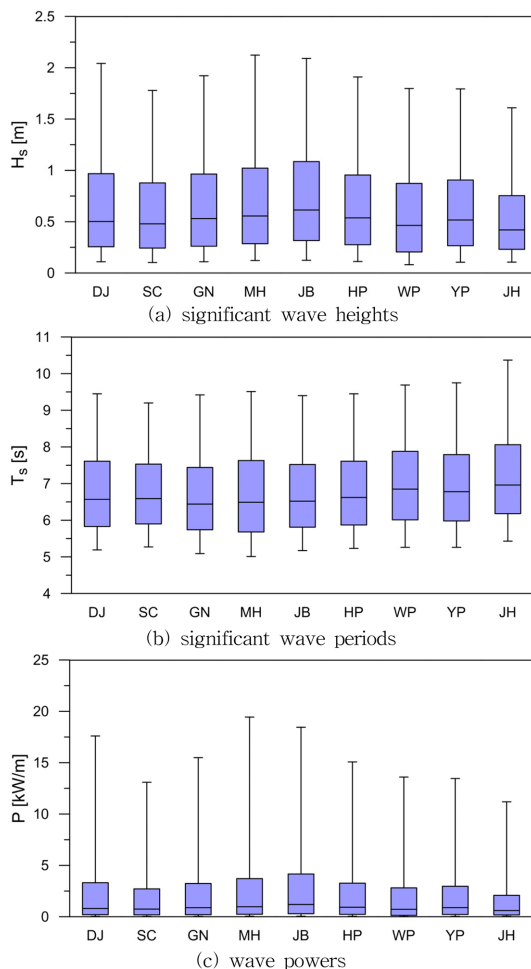 2.5
2
1.5
1
0.5
0
Hs [m]
DJ SC GN MH JB HP WP YP JH
(a) significant wave heights
11
10
9
8
7
6
5
4
Ts [s]
DJ SC GN MH JB HP WP YP JH
(b) significant wave periods
25
20
15
10
5
0
P [kW/m]
DJ SC GN MH JB HP WP YP JH
(c) wave powers